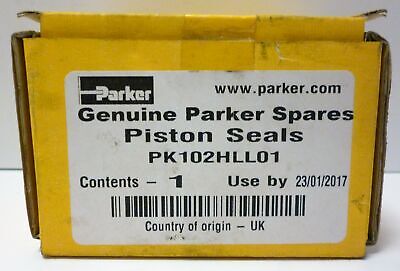 Parker
www.parker.com
Genuine Parker Spares
Piston Seals
PK102HLL01
Contents - 1 Use by 23/01/2017
Country of origin - UK